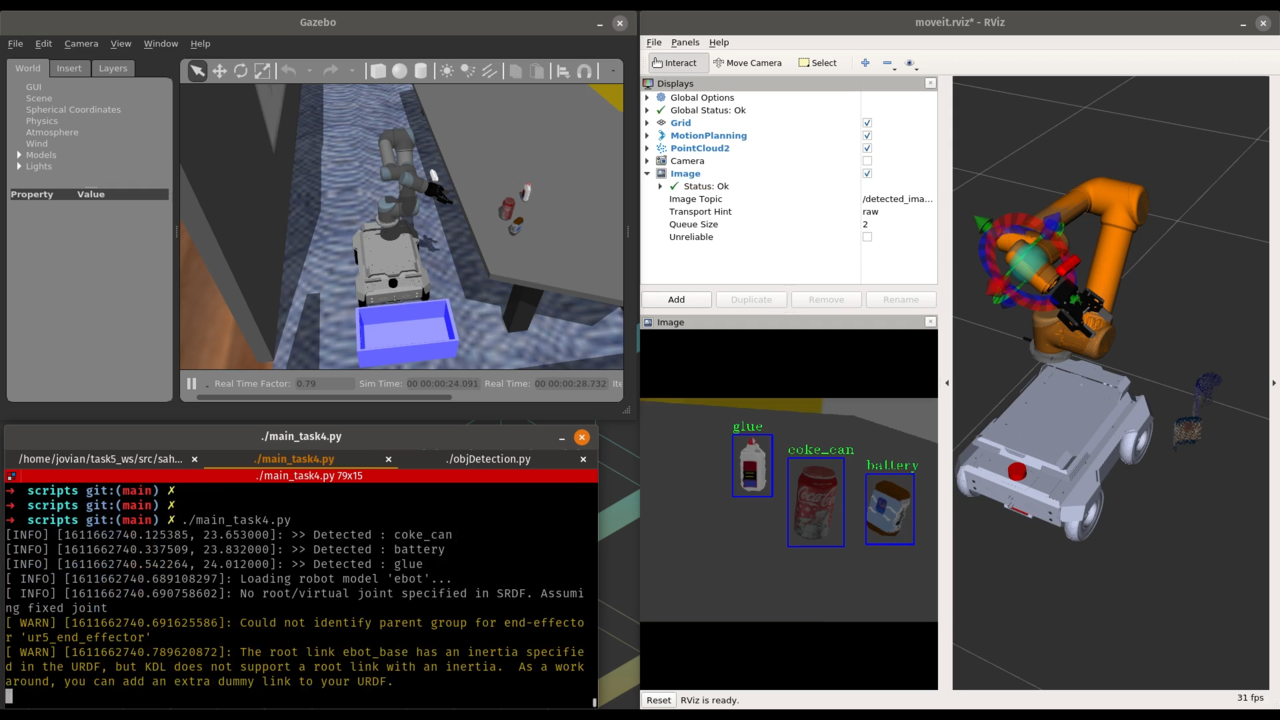 Gazebo
File Edit Camera View Window Help
World Insert Layers
GUI
Scene
Spherical Coordinates
Physics
Atmosphere
Wind
Models
Lights
Property Value
Real Time Factor: 0.79 Sim Time: 00 00:00:24.091 Real Time: 00 00:00:28.732 Ite
./main_task4.py
/home/jovian/task5_ws/src/sah... × ./main_task4.py × ./objDetection.py ×
./main_task4.py 79x15
→ scripts git:(main) ✗
→ scripts git:(main) ✗
→ scripts git:(main) ✗ ./main_task4.py
[INFO] [1611662740.125385, 23.653000]: >> Detected : coke_can
[INFO] [1611662740.337509, 23.832000]: >> Detected : battery
[INFO] [1611662740.542264, 24.012000]: >> Detected : glue
[ INFO] [1611662740.689108297]: Loading robot model 'ebot'...
[ INFO] [1611662740.690758602]: No root/virtual joint specified in SRDF. Assumi
ng fixed joint
[ WARN] [1611662740.691625586]: Could not identify parent group for end-effecto
r 'ur5_end_effector'
[ WARN] [1611662740.789620872]: The root link ebot_base has an inertia specifie
d in the URDF, but KDL does not support a root link with an inertia.  As a work
around, you can add an extra dummy link to your URDF.
moveit.rviz* - RViz
File Panels Help
Interact Move Camera Select
Displays
Global Options
Global Status: Ok
Grid
MotionPlanning
PointCloud2
Camera
Image
Status: Ok
Image Topic /detected_ima...
Transport Hint raw
Queue Size 2
Unreliable
Add Duplicate Remove Rename
Image
glue
coke_can
battery
Reset RViz is ready. 31 fps